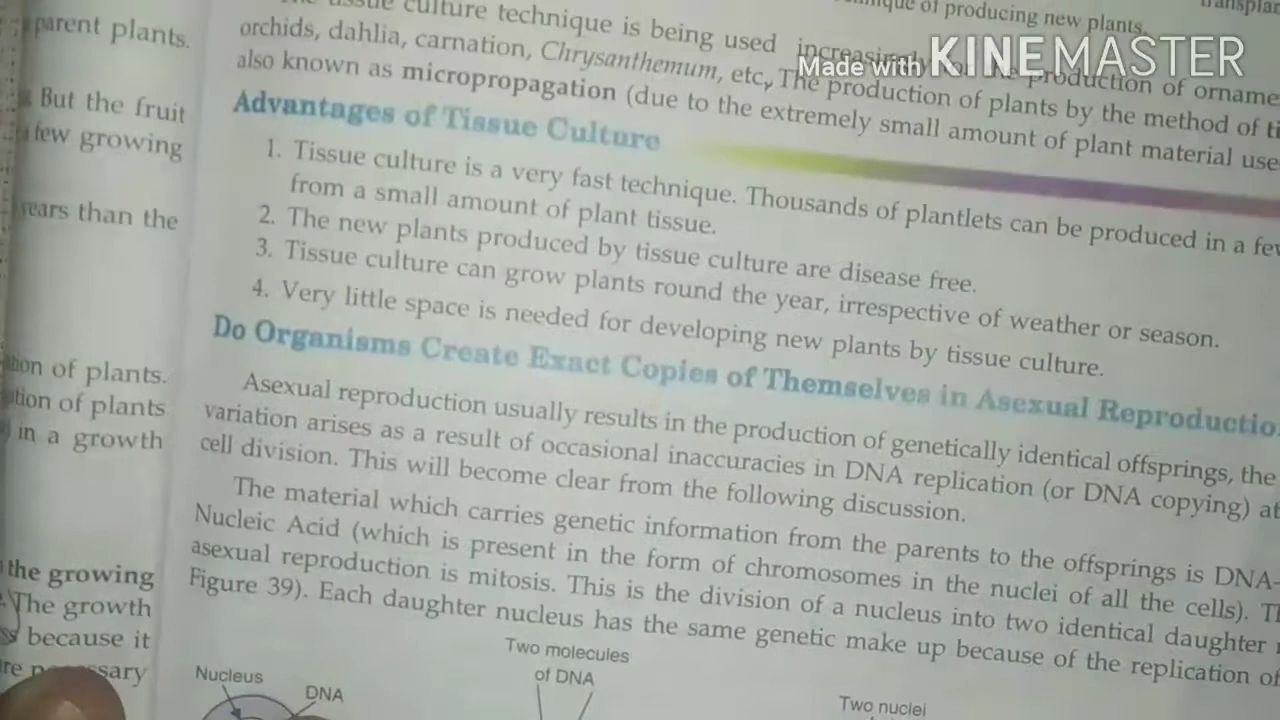 parent plants.
But the fruit
few growing
years than the
of plants.
of plants
in a growth
the growing
The growth
because it
of producing new plants.
culture technique is being used increasingly the production of
orchids, dahlia, carnation, Chrysanthemum, etc, The production of plants by the method of
also known as micropropagation (due to the extremely small amount of plant material
Advantages of Tissue Culture
1. Tissue culture is a very fast technique. Thousands of plantlets can be produced in a
from a small amount of plant tissue.
2. The new plants produced by tissue culture are disease free.
3. Tissue culture can grow plants round the year, irrespective of weather or season.
4. Very little space is needed for developing new plants by tissue culture.
Do Organisms Create Exact Copies of Themselves in Asexual
Asexual reproduction usually results in the production of genetically identical offsprings, the
variation arises as a result of occasional inaccuracies in DNA replication (or DNA copying) at
cell division. This will become clear from the following discussion.
The material which carries genetic information from the parents to the offsprings is DNA-
Nucleic Acid (which is present in the form of chromosomes in the nuclei of all the cells).
asexual reproduction is mitosis. This is the division of a nucleus into two identical daughter
Figure 39). Each daughter nucleus has the same genetic make up because of the replication of
Nucleus
DNA
Two molecules
of DNA
Two nuclei
Made with KINEMASTER